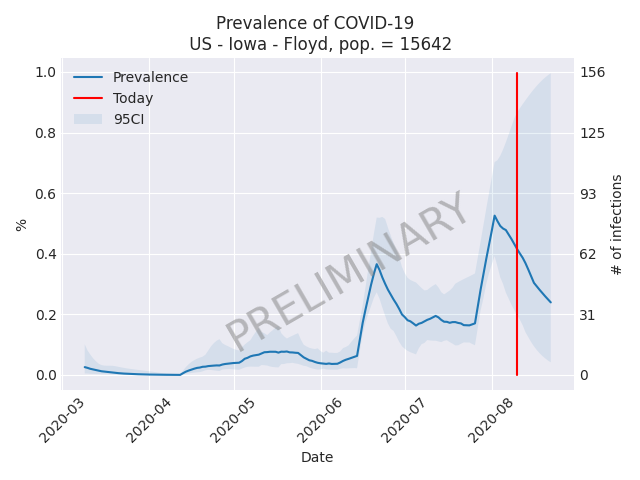 Prevalence of COVID-19
US - Iowa - Floyd, pop. = 15642
1.0
0.8
0.6
0.4
0.2
0.0
%
Prevalence
Today
95CI
PRELIMINARY
156
125
93
62
31
0
# of infections
2020-03
2020-04
2020-05
2020-06
2020-07
2020-08
Date